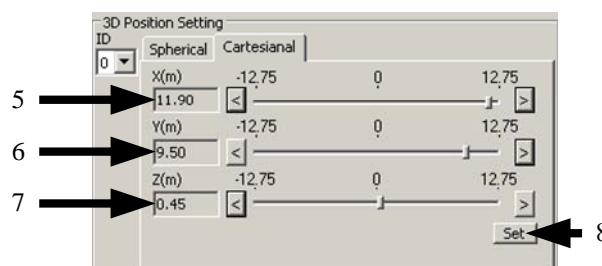 3D Position Setting
ID
0
Spherical Cartesianal
X(m) -12.75 0 12.75
5 11.90 < >
Y(m) -12.75 0 12.75
6 9.50 < >
Z(m) -12.75 0 12.75
7 0.45 < >
Set 8